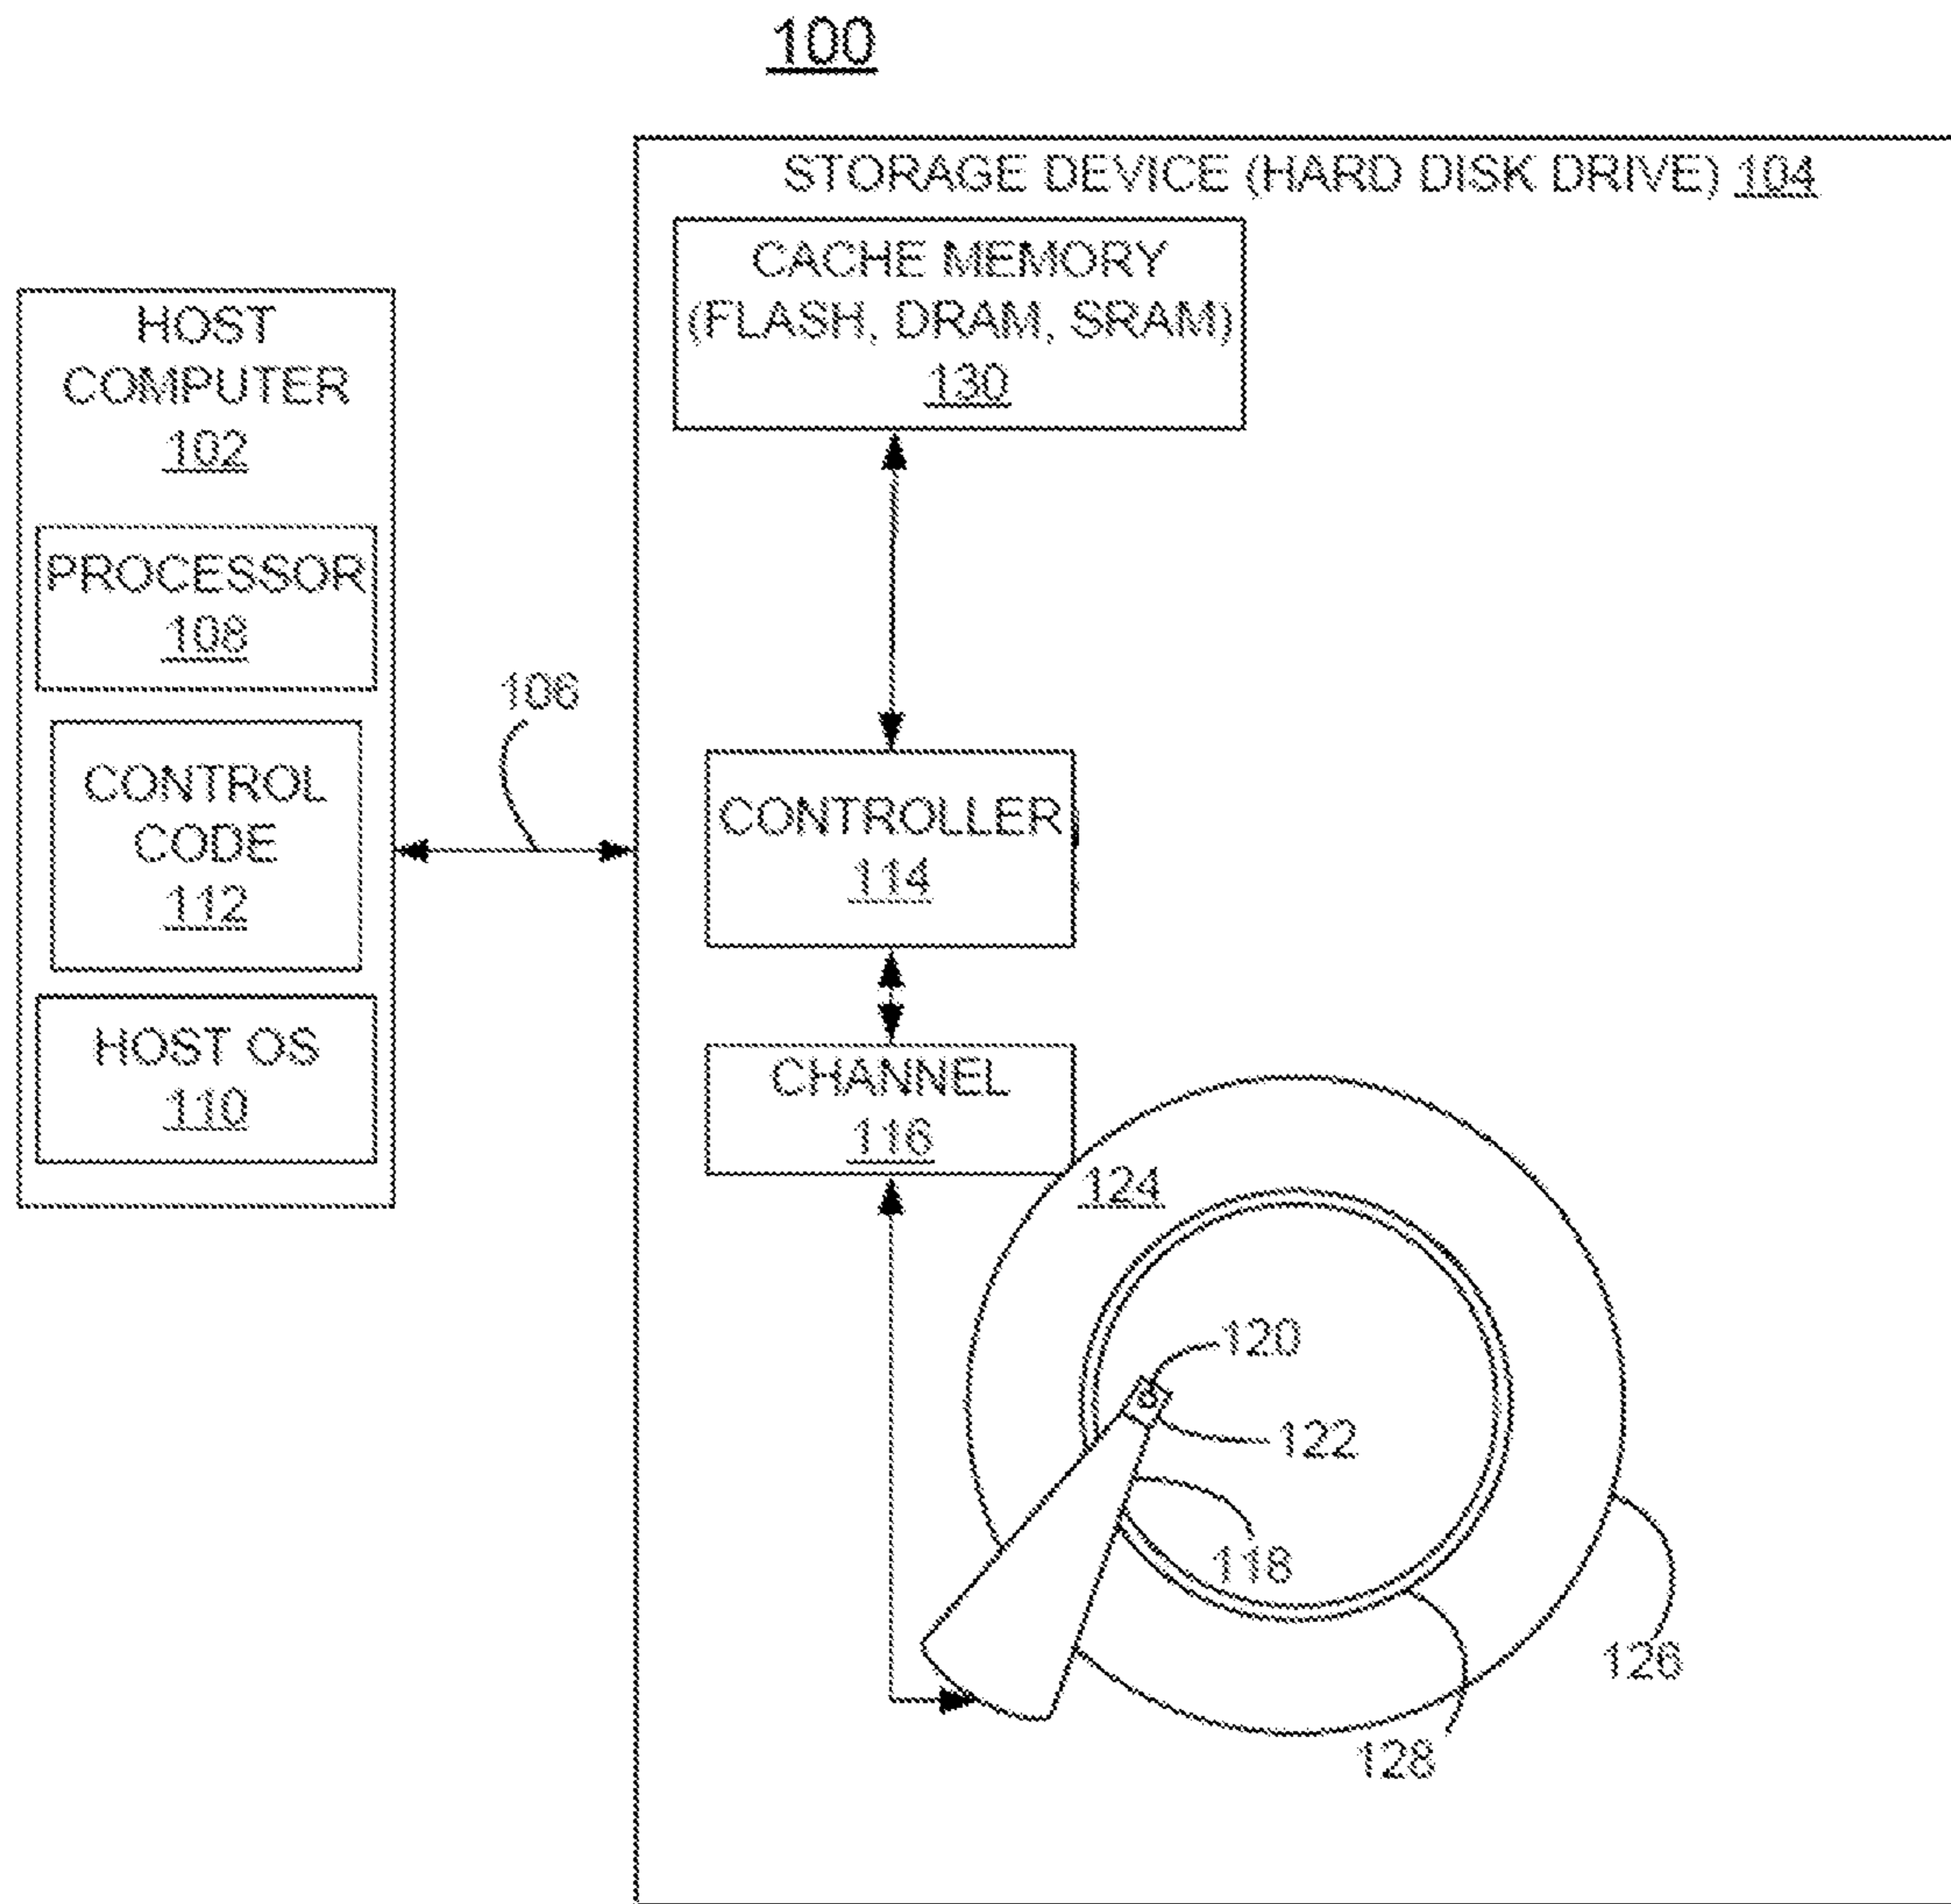 100
STORAGE DEVICE (HARD DISK DRIVE) 104
CACHE MEMORY
(FLASH, DRAM, SRAM)
130
HOST
COMPUTER
102
PROCESSOR
108
CONTROL
CODE
112
HOST OS
110
106
CONTROLLER
114
CHANNEL
116
124
120
122
118
126
128